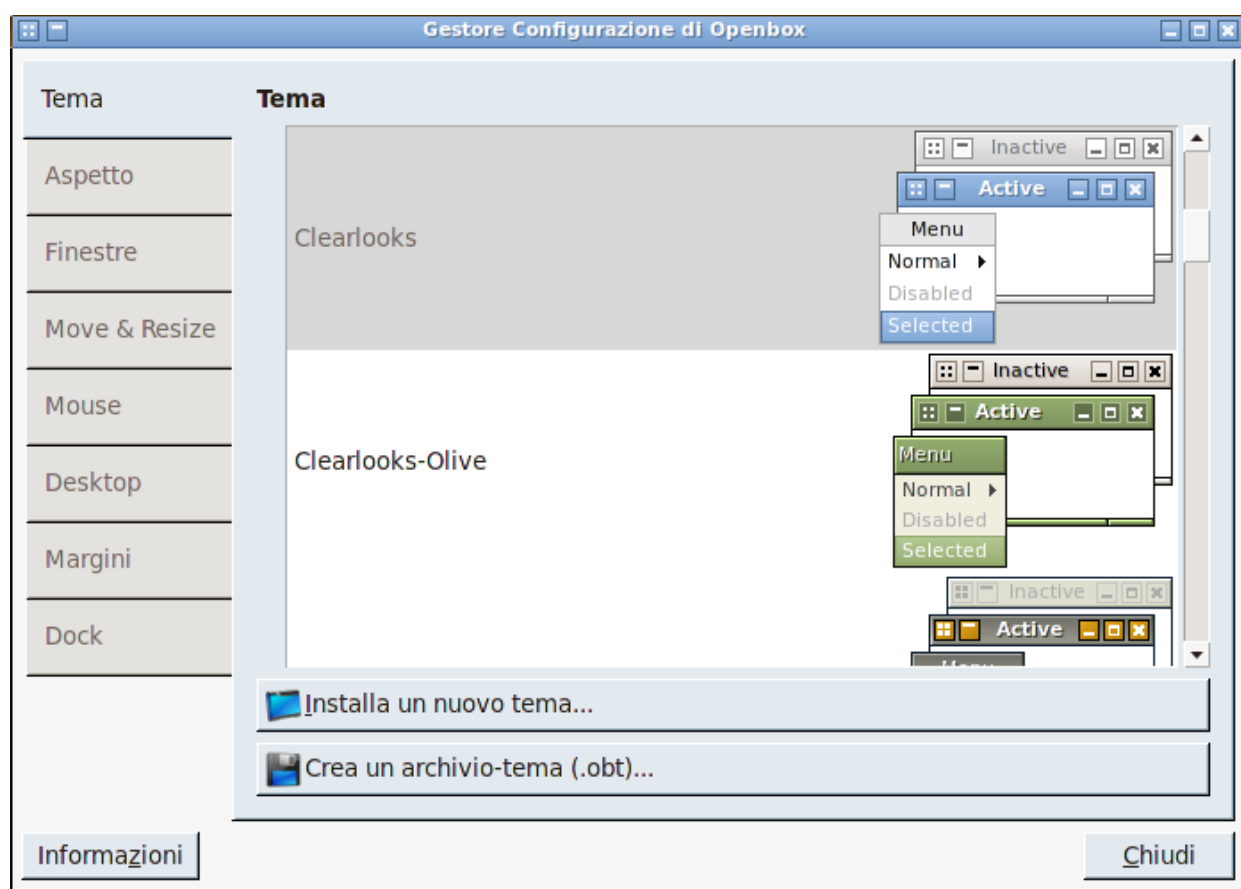 Gestore Configurazione di Openbox
Tema
Aspetto
Finestre
Move & Resize
Mouse
Desktop
Margini
Dock
Tema
Clearlooks
Inactive
Active
Menu
Normal
Disabled
Selected
Clearlooks-Olive
Inactive
Active
Menu
Normal
Disabled
Selected
Inactive
Active
Menu
Installa un nuovo tema...
Crea un archivio-tema (.obt)...
Informazioni
Chiudi